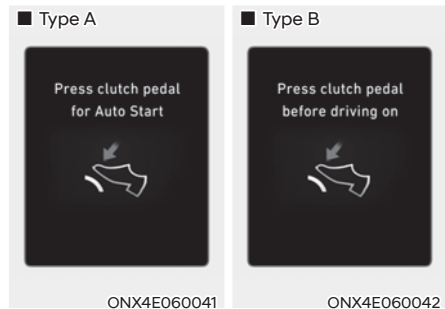 ■ Type A
Press clutch pedal
for Auto Start
ONX4E060041
■ Type B
Press clutch pedal
before driving on
ONX4E060042